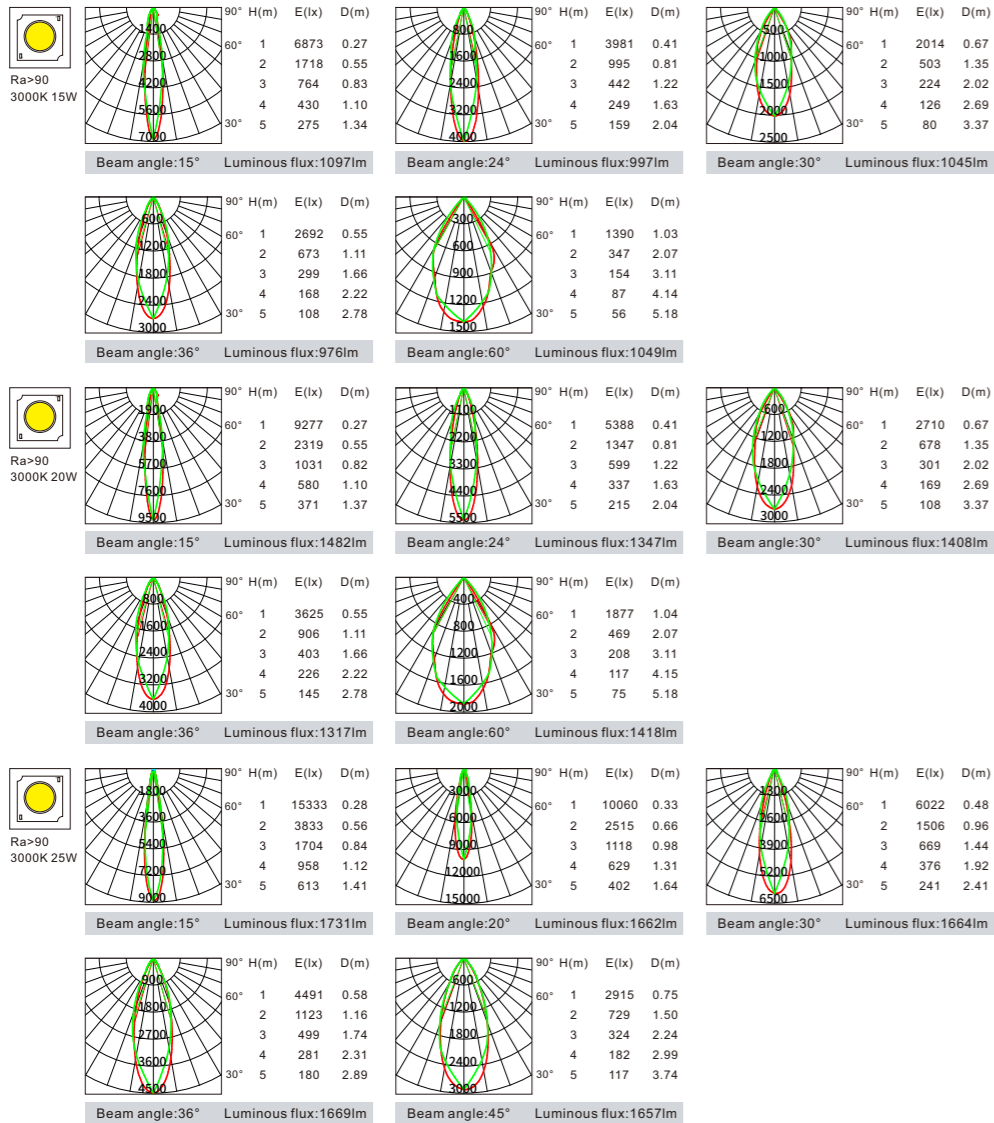 Ra>90
3000K 15W
1400
2800
4200
5600
7000
90° H(m) E(lx) D(m)
60° 1 6873 0.27
2 1718 0.55
3 764 0.83
4 430 1.10
30° 5 275 1.34
Beam angle:15° Luminous flux:1097lm
800
1600
2400
3200
4000
90° H(m) E(lx) D(m)
60° 1 3981 0.41
2 995 0.81
3 442 1.22
4 249 1.63
30° 5 159 2.04
Beam angle:24° Luminous flux:997lm
500
1000
1500
2000
2500
90° H(m) E(lx) D(m)
60° 1 2014 0.67
2 503 1.35
3 224 2.02
4 126 2.69
30° 5 80 3.37
Beam angle:30° Luminous flux:1045lm
600
1200
1800
2400
3000
90° H(m) E(lx) D(m)
60° 1 2692 0.55
2 673 1.11
3 299 1.66
4 168 2.22
30° 5 108 2.78
Beam angle:36° Luminous flux:976lm
300
600
900
1200
1500
90° H(m) E(lx) D(m)
60° 1 1390 1.03
2 347 2.07
3 154 3.11
4 87 4.14
30° 5 56 5.18
Beam angle:60° Luminous flux:1049lm
Ra>90
3000K 20W
1900
3800
5700
7600
9500
90° H(m) E(lx) D(m)
60° 1 9277 0.27
2 2319 0.55
3 1031 0.82
4 580 1.10
30° 5 371 1.37
Beam angle:15° Luminous flux:1482lm
1100
2200
3300
4400
5500
90° H(m) E(lx) D(m)
60° 1 5388 0.41
2 1347 0.81
3 599 1.22
4 337 1.63
30° 5 215 2.04
Beam angle:24° Luminous flux:1347lm
600
1200
1800
2400
3000
90° H(m) E(lx) D(m)
60° 1 2710 0.67
2 678 1.35
3 301 2.02
4 169 2.69
30° 5 108 3.37
Beam angle:30° Luminous flux:1408lm
800
1600
2400
3200
4000
90° H(m) E(lx) D(m)
60° 1 3625 0.55
2 906 1.11
3 403 1.66
4 226 2.22
30° 5 145 2.78
Beam angle:36° Luminous flux:1317lm
400
800
1200
1600
2000
90° H(m) E(lx) D(m)
60° 1 1877 1.04
2 469 2.07
3 208 3.11
4 117 4.15
30° 5 75 5.18
Beam angle:60° Luminous flux:1418lm
Ra>90
3000K 25W
1800
3600
5400
7200
9000
90° H(m) E(lx) D(m)
60° 1 15333 0.28
2 3833 0.56
3 1704 0.84
4 958 1.12
30° 5 613 1.41
Beam angle:15° Luminous flux:1731lm
3000
6000
9000
12000
15000
90° H(m) E(lx) D(m)
60° 1 10060 0.33
2 2515 0.66
3 1118 0.98
4 629 1.31
30° 5 402 1.64
Beam angle:20° Luminous flux:1662lm
1300
2600
3900
5200
6500
90° H(m) E(lx) D(m)
60° 1 6022 0.48
2 1506 0.96
3 669 1.44
4 376 1.92
30° 5 241 2.41
Beam angle:30° Luminous flux:1664lm
900
1800
2700
3600
4500
90° H(m) E(lx) D(m)
60° 1 4491 0.58
2 1123 1.16
3 499 1.74
4 281 2.31
30° 5 180 2.89
Beam angle:36° Luminous flux:1669lm
600
1200
1800
2400
3000
90° H(m) E(lx) D(m)
60° 1 2915 0.75
2 729 1.50
3 324 2.24
4 182 2.99
30° 5 117 3.74
Beam angle:45° Luminous flux:1657lm